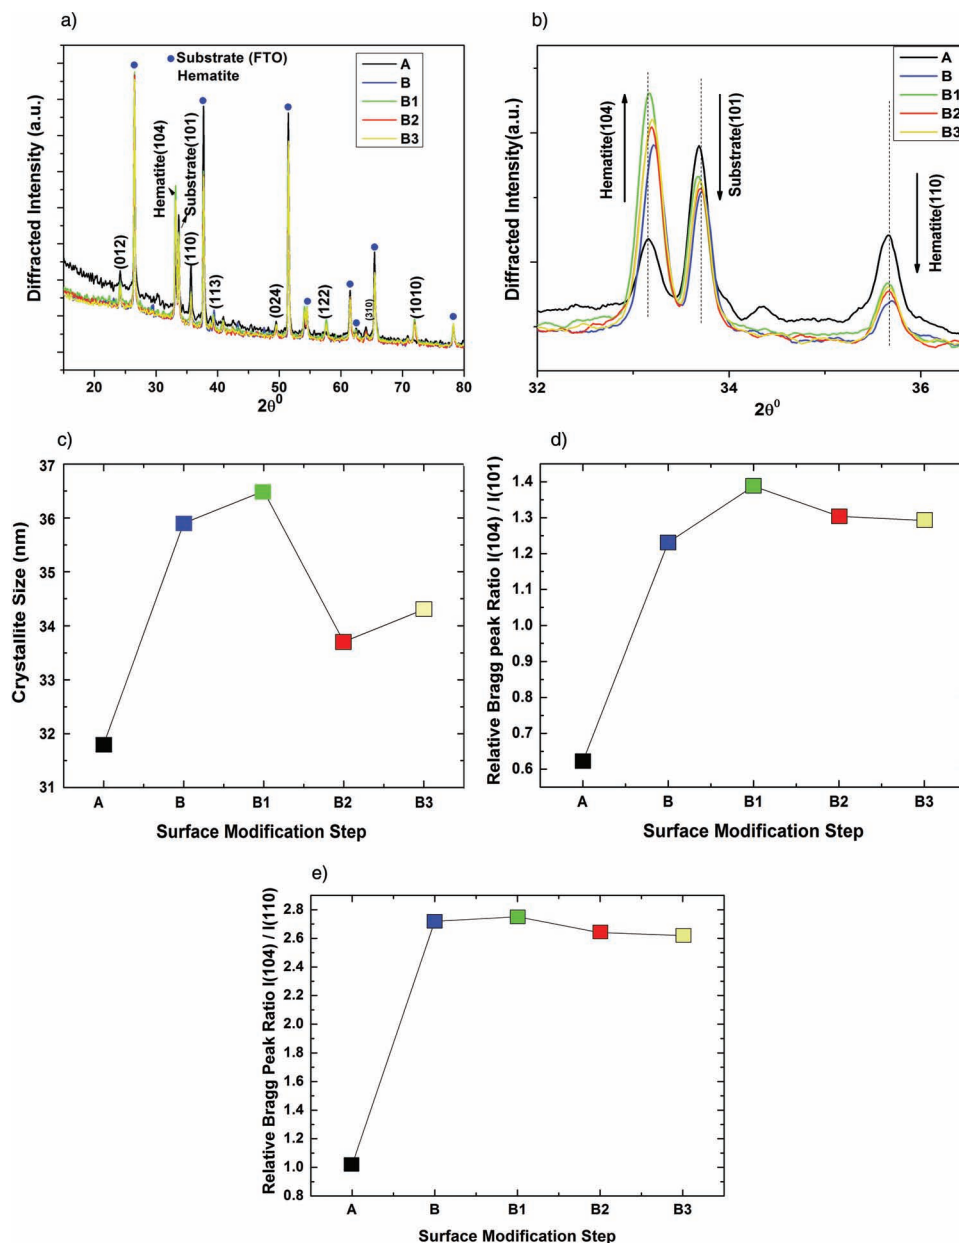 a)
Substrate (FTO)
Hematite
A
B
B1
B2
B3
Diffracted Intensity (a.u.)
Hematite(104)
Substrate(101)
(012)
(110)
(113)
(024)
(122)
(310)
(1010)
20 30 40 50 60 70 80
2θ⁰
b)
A
B
B1
B2
B3
Diffracted Intensity(a.u.)
Hematite(104)
Substrate(101)
Hematite(110)
32 34 36
2θ⁰
c)
Crystallite Size (nm)
37
36
35
34
33
32
31
A B B1 B2 B3
Surface Modification Step
d)
Relative Bragg peak Ratio I(104) / I(101)
1.4
1.3
1.2
1.1
1.0
0.9
0.8
0.7
0.6
A B B1 B2 B3
Surface Modification Step
e)
Relative Bragg Peak Ratio I(104) / I(110)
2.8
2.6
2.4
2.2
2.0
1.8
1.6
1.4
1.2
1.0
0.8
A B B1 B2 B3
Surface Modification Step